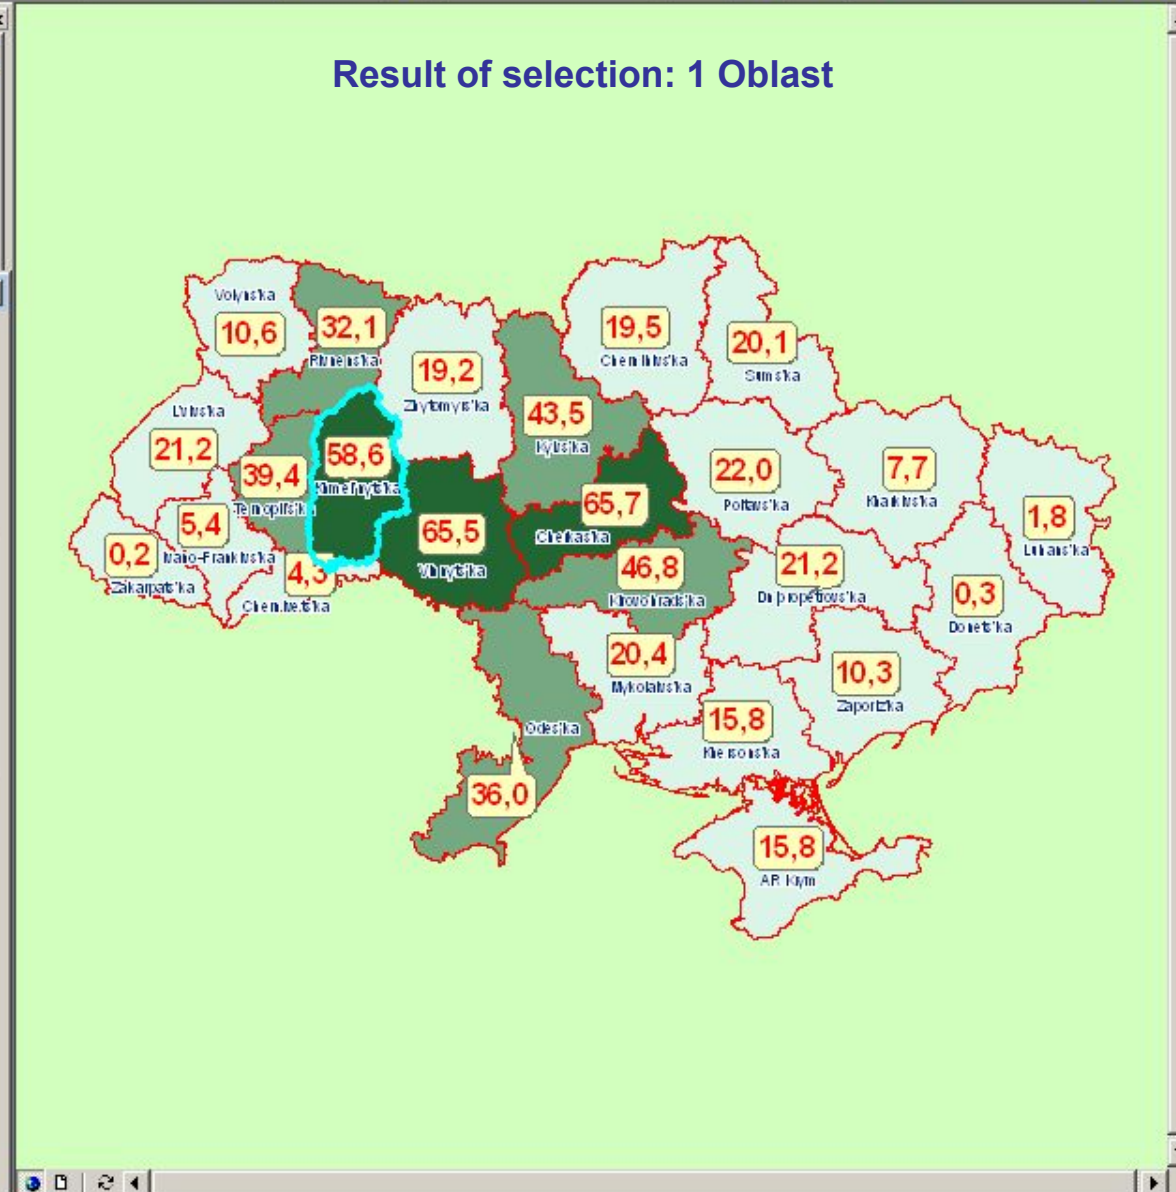 Result of selection: 1 Oblast
Volyns'ka
10,6
32,1
Rivnens'ka
19,2
Zhytomyrs'ka
19,5
Chernihivs'ka
20,1
Sums'ka
L'vivs'ka
21,2
39,4
Ternopil's'ka
58,6
Khmel'nyts'ka
43,5
Kyivs'ka
22,0
Poltavs'ka
7,7
Kharkivs'ka
1,8
Luhans'ka
0,2
Zakarpats'ka
5,4
Ivano-Frankivs'ka
4,3
65,5
Vinnyts'ka
65,7
Cherkas'ka
46,8
Kirovohrads'ka
21,2
Dnipropetrovs'ka
0,3
Donets'ka
20,4
Mykolaivs'ka
10,3
Zaporiz'ka
15,8
Khersons'ka
Odes'ka
36,0
15,8
AR Krym